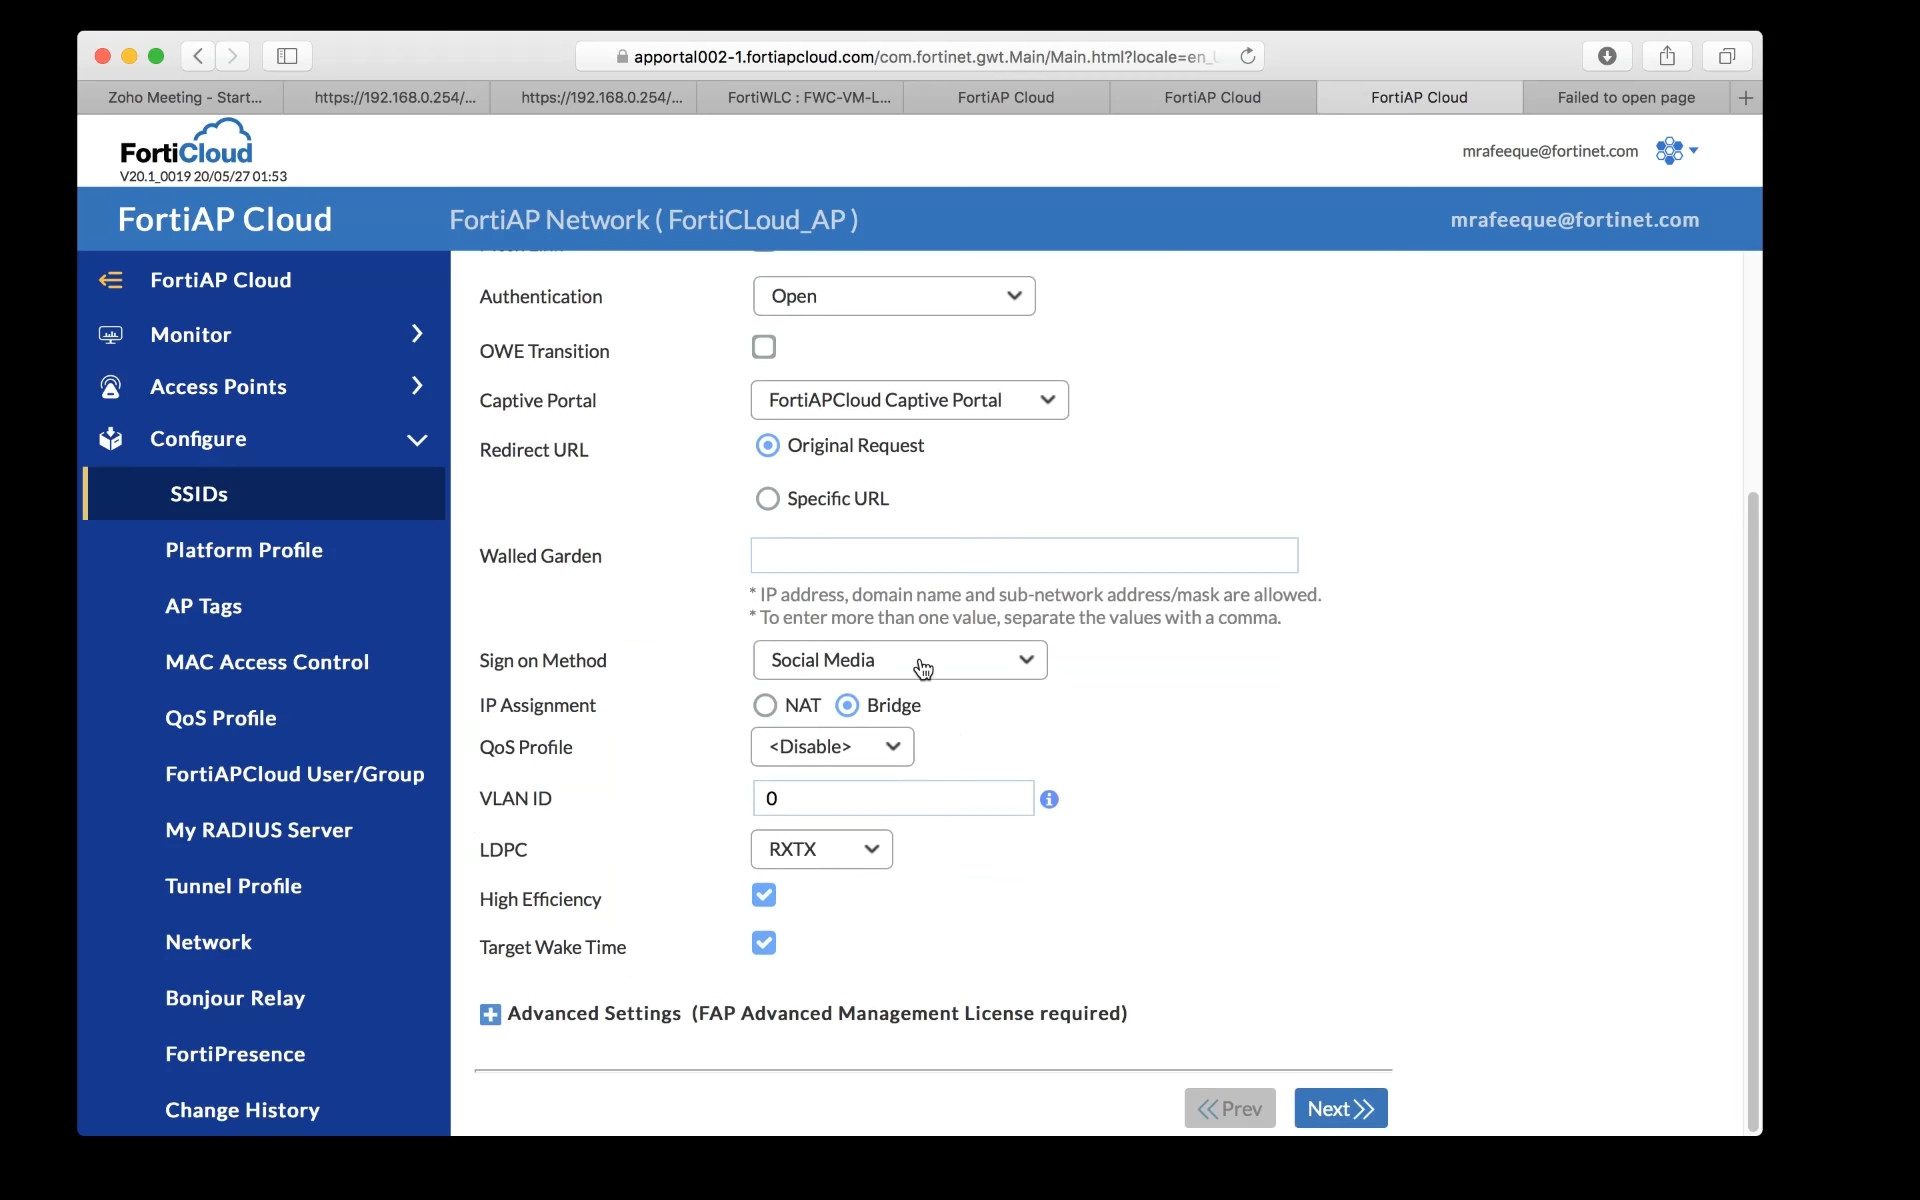 apportal002-1.fortiapcloud.com/com.fortinet.gwt.Main/Main.html?locale=en_
Zoho Meeting - Start...
https://192.168.0.254/...
https://192.168.0.254/...
FortiWLC : FWC-VM-L...
FortiAP Cloud
FortiAP Cloud
FortiAP Cloud
Failed to open page
FortiCloud
V20.1_0019 20/05/27 01:53
mrafeeque@fortinet.com
FortiAP Cloud
FortiAP Network ( FortiCLoud_AP )
mrafeeque@fortinet.com
FortiAP Cloud
Monitor
Access Points
Configure
SSIDs
Platform Profile
AP Tags
MAC Access Control
QoS Profile
FortiAPCloud User/Group
My RADIUS Server
Tunnel Profile
Network
Bonjour Relay
FortiPresence
Change History
Authentication
Open
OWE Transition
Captive Portal
FortiAPCloud Captive Portal
Redirect URL
Original Request
Specific URL
Walled Garden
* IP address, domain name and sub-network address/mask are allowed.
* To enter more than one value, separate the values with a comma.
Sign on Method
Social Media
IP Assignment
NAT
Bridge
QoS Profile
<Disable>
VLAN ID
0
LDPC
RXTX
High Efficiency
Target Wake Time
Advanced Settings (FAP Advanced Management License required)
Prev
Next